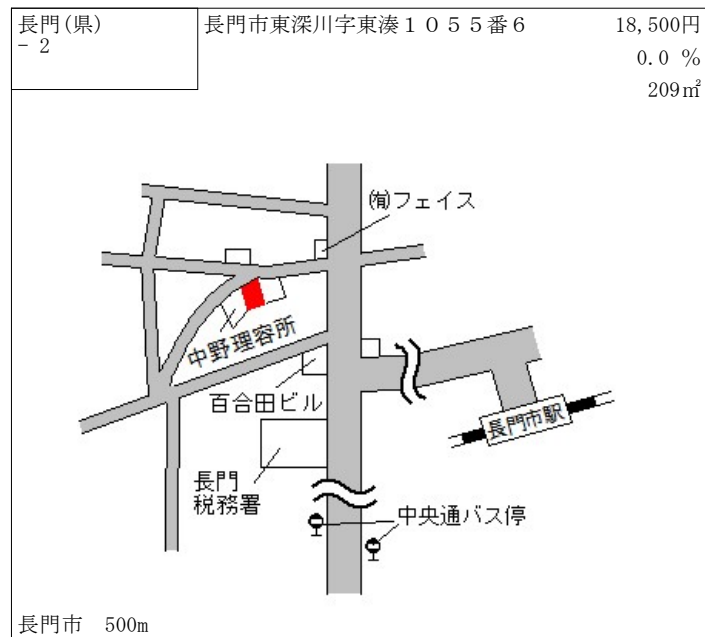 長門(県)
- 2
長門市東深川字東湊１０５５番６
18,500円
0.0 %
209㎡
㈲フェイス
中野理容所
百合田ビル
長門市駅
長門
税務署
中央通バス停
長門市 500m